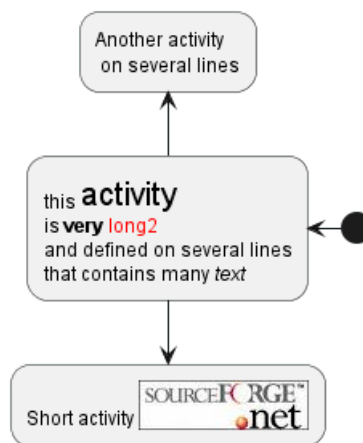 Another activity
on several lines
this activity
is very long2
and defined on several lines
that contains many text
Short activity SOURCEFORGE™
.net